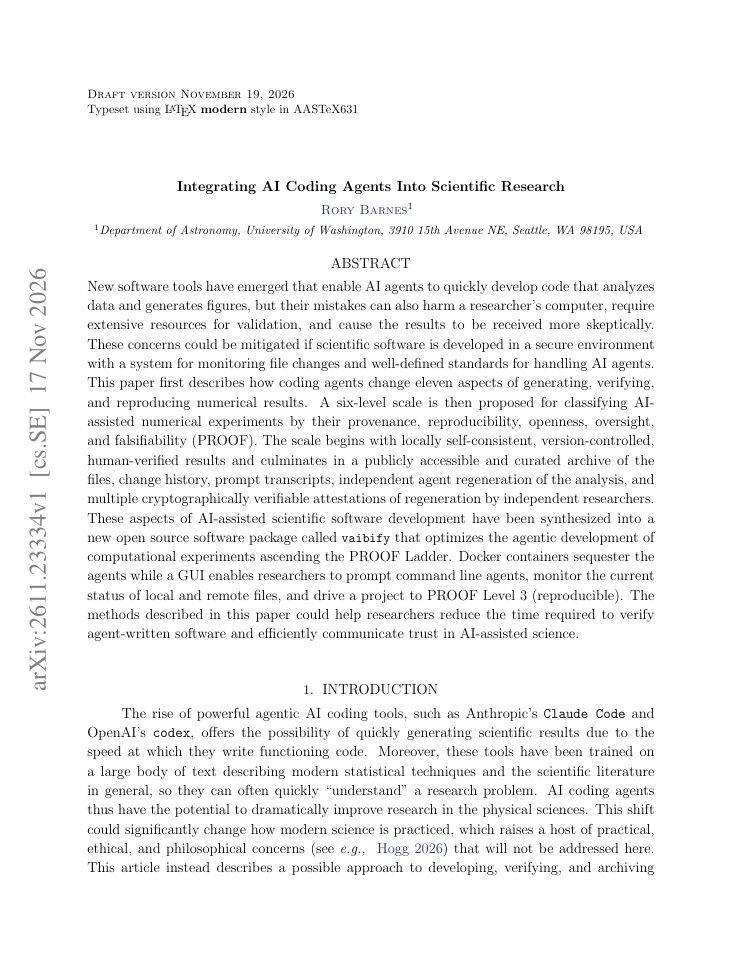 DRAFT VERSION NOVEMBER 19, 2026
Typeset using LATEX modern style in AASTeX631
Integrating AI Coding Agents Into Scientific Research
RORY BARNES1
1Department of Astronomy, University of Washington, 3910 15th Avenue NE, Seattle, WA 98195, USA
ABSTRACT
New software tools have emerged that enable AI agents to quickly develop code that analyzes
data and generates figures, but their mistakes can also harm a researcher's computer, require
extensive resources for validation, and cause the results to be received more skeptically.
These concerns could be mitigated if scientific software is developed in a secure environment
with a system for monitoring file changes and well-defined standards for handling AI agents.
This paper first describes how coding agents change eleven aspects of generating, verifying,
and reproducing numerical results. A six-level scale is then proposed for classifying AI-
assisted numerical experiments by their provenance, reproducibility, openness, oversight,
and falsifiability (PROOF). The scale begins with locally self-consistent, version-controlled,
human-verified results and culminates in a publicly accessible and curated archive of the
files, change history, prompt transcripts, independent agent regeneration of the analysis, and
multiple cryptographically verifiable attestations of regeneration by independent researchers.
These aspects of AI-assisted scientific software development have been synthesized into a
new open source software package called vaibify that optimizes the agentic development of
computational experiments ascending the PROOF Ladder. Docker containers sequester the
agents while a GUI enables researchers to prompt command line agents, monitor the current
status of local and remote files, and drive a project to PROOF Level 3 (reproducible). The
methods described in this paper could help researchers reduce the time required to verify
agent-written software and efficiently communicate trust in AI-assisted science.
1. INTRODUCTION
The rise of powerful agentic AI coding tools, such as Anthropic's Claude Code and
OpenAI's codex, offers the possibility of quickly generating scientific results due to the
speed at which they write functioning code. Moreover, these tools have been trained on
a large body of text describing modern statistical techniques and the scientific literature
in general, so they can often quickly “understand” a research problem. AI coding agents
thus have the potential to dramatically improve research in the physical sciences. This shift
could significantly change how modern science is practiced, which raises a host of practical,
ethical, and philosophical concerns (see e.g., Hogg 2026) that will not be addressed here.
This article instead describes a possible approach to developing, verifying, and archiving
arXiv:2611.23334v1 [cs.SE] 17 Nov 2026